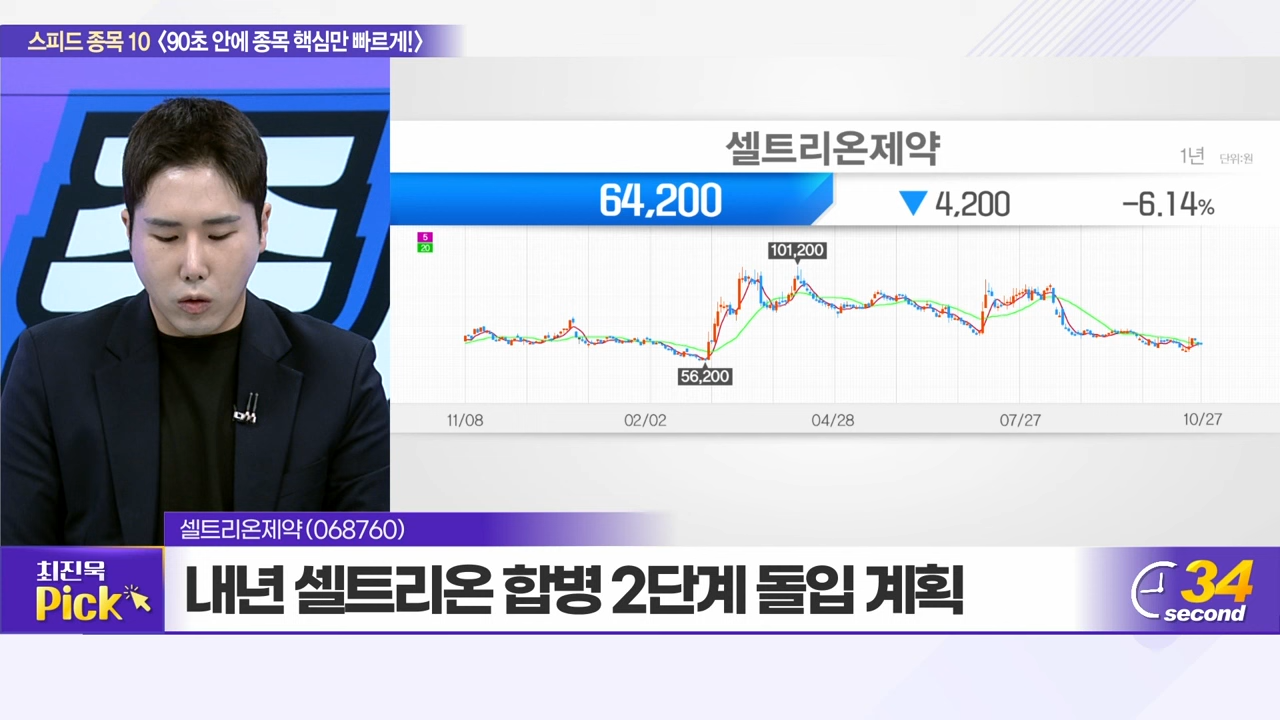 스피드 종목 10 〈90초 안에 종목 핵심만 빠르게!〉
셀트리온제약
1년 단위:원
64,200 ▼ 4,200 -6.14%
5
20
101,200
56,200
11/08 02/02 04/28 07/27 10/27
셀트리온제약(068760)
최진욱
Pick
내년 셀트리온 합병 2단계 돌입 계획
34
second